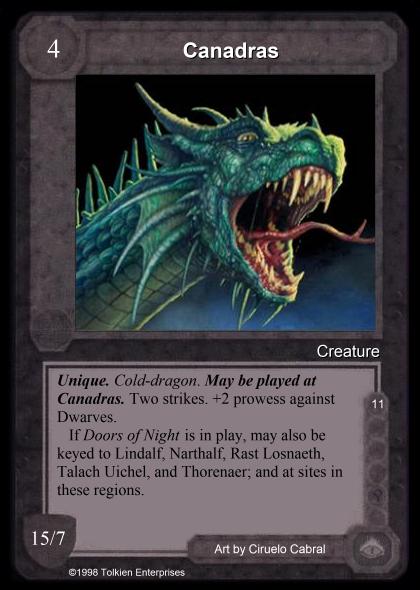 4
Canadras
Creature
Unique. Cold-dragon. May be played at
Canadras. Two strikes. +2 prowess against
Dwarves.
If Doors of Night is in play, may also be
keyed to Lindalf, Narthalf, Rast Losnaeth,
Talach Uichel, and Thorenaer; and at sites in
these regions.
11
15/7
Art by Ciruelo Cabral
©1998 Tolkien Enterprises